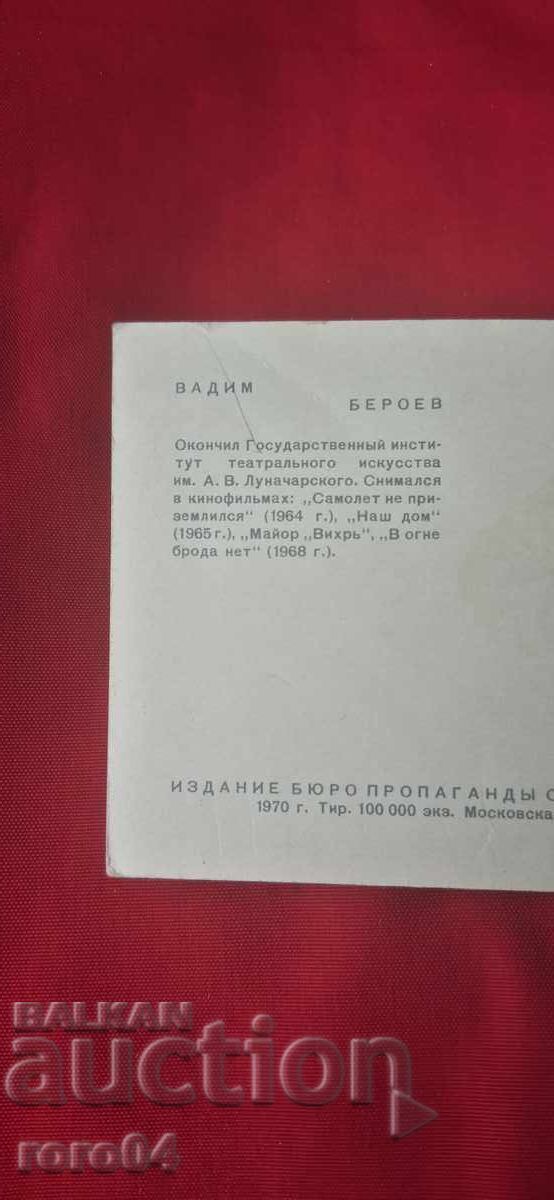 ВАДИМ
БЕРОЕВ
Окончил Государственный инсти-
тут театрального искусства
им. А. В. Луначарского. Снимался
в кинофильмах: „Самолет не при-
землился" (1964 г.), „Наш дом"
(1965 г.), „Майор „Вихрь", „В огне
брода нет" (1968 г.).
ИЗДАНИЕ БЮРО ПРОПАГАНДЫ С
1970 г. Тир. 100 000 экз. Московска
BALKAN
auction
roro04